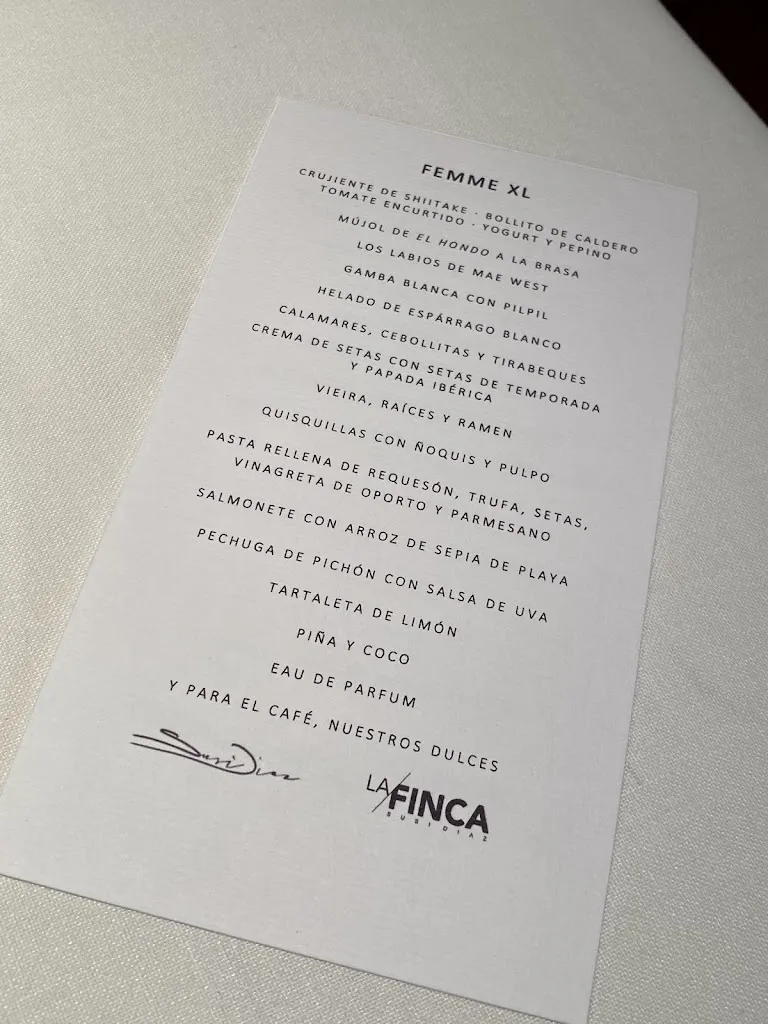 FEMME XL
CRUJIENTE DE SHIITAKE · BOLLITO DE CALDERO
TOMATE ENCURTIDO · YOGURT Y PEPINO
MÚJOL DE EL HONDO A LA BRASA
LOS LABIOS DE MAE WEST
GAMBA BLANCA CON PILPIL
HELADO DE ESPÁRRAGO BLANCO
CALAMARES, CEBOLLITAS Y TIRABEQUES
CREMA DE SETAS CON SETAS DE TEMPORADA
Y PAPADA IBÉRICA
VIEIRA, RAÍCES Y RAMEN
QUISQUILLAS CON ÑOQUIS Y PULPO
PASTA RELLENA DE REQUESÓN, TRUFA, SETAS,
VINAGRETA DE OPORTO Y PARMESANO
SALMONETE CON ARROZ DE SEPIA DE PLAYA
PECHUGA DE PICHÓN CON SALSA DE UVA
TARTALETA DE LIMÓN
PIÑA Y COCO
EAU DE PARFUM
Y PARA EL CAFÉ, NUESTROS DULCES
Susi Díaz
LA/FINCA
SUSI DIAZ